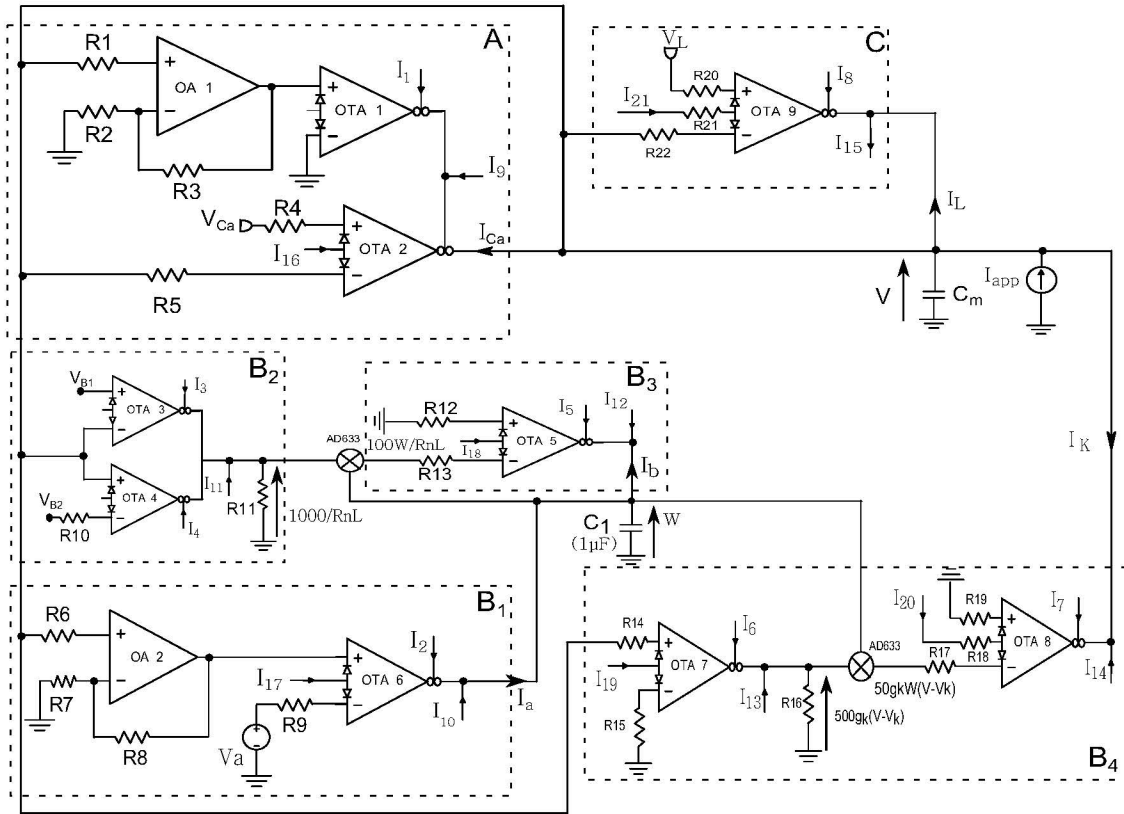 A
R1
OA 1
R2
R3
I1
OTA 1
I9
VCa
R4
I16
OTA 2
ICa
R5
C
VL
R20
I21
R21
OTA 9
I8
R22
I15
IL
V
Cm
Iapp
IK
B2
VB1
OTA 3
I3
OTA 4
VB2
R10
I4
I11
R11
1000/RnL
AD633
B3
R12
100W/RnL
I18
R13
OTA 5
I5
I12
Ib
C1
(1µF)
W
B1
R6
OA 2
R7
R8
I17
Va
R9
OTA 6
I2
I10
Ia
B4
R14
I19
OTA 7
R15
I6
I13
R16
500gk(V-Vk)
AD633
50gkW(V-Vk)
R17
I20
R19
R18
OTA 8
I7
I14
+
−
+
−
+
−
+
−
+
−
+
−
+
−
+
−
+
−
+
−
+
−
+
−